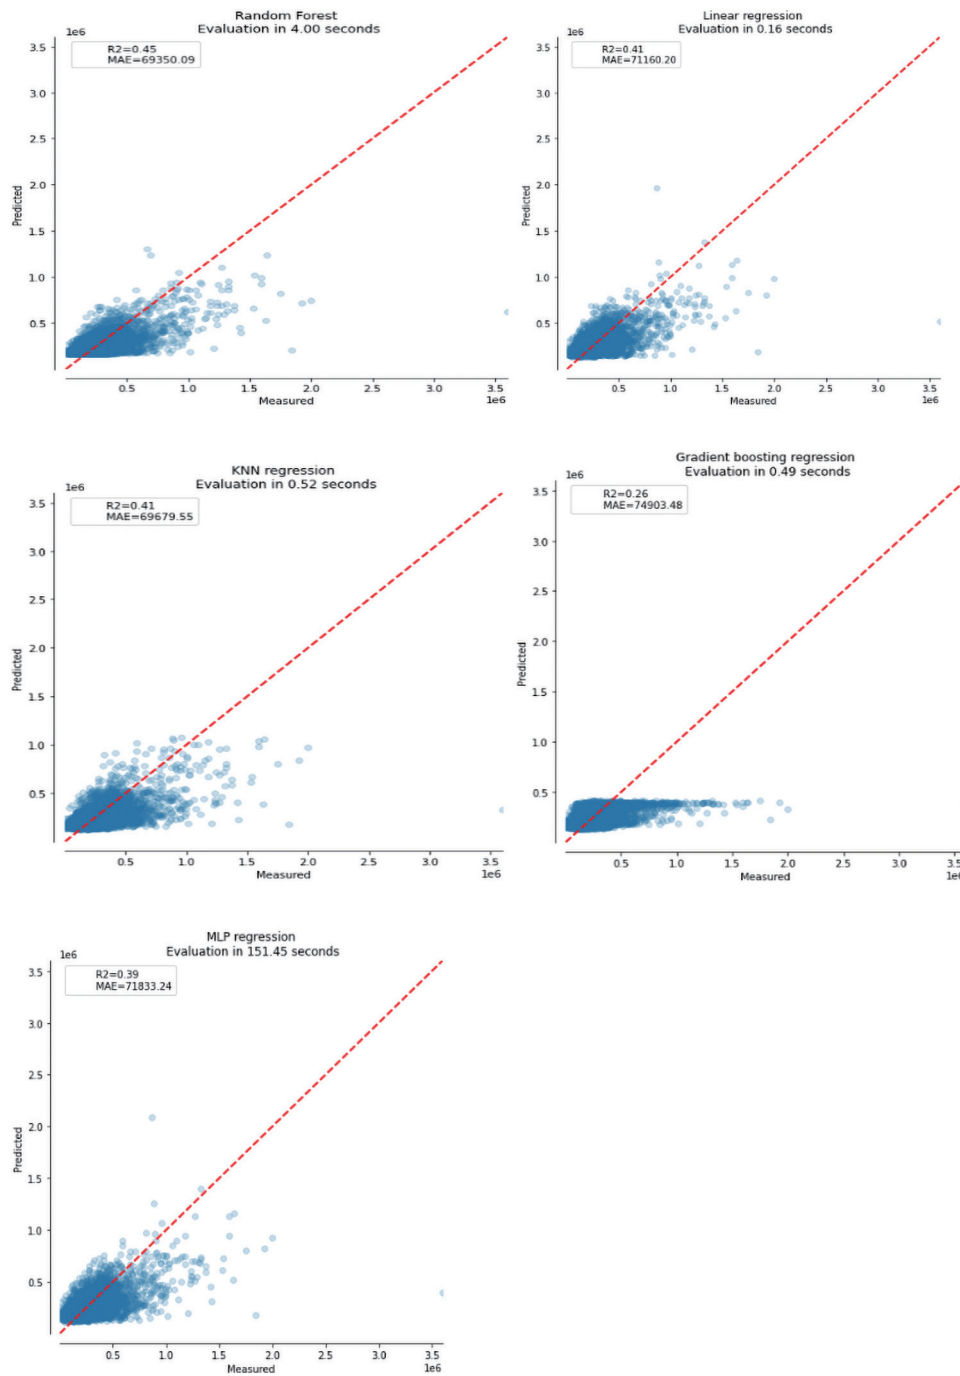 Random Forest
Evaluation in 4.00 seconds
1e6
R2=0.45
MAE=69350.09
3.5
3.0
2.5
2.0
1.5
1.0
0.5
Predicted
0.5 1.0 1.5 2.0 2.5 3.0 3.5
Measured
1e6
Linear regression
Evaluation in 0.16 seconds
1e6
R2=0.41
MAE=71160.20
3.5
3.0
2.5
2.0
1.5
1.0
0.5
Predicted
0.5 1.0 1.5 2.0 2.5 3.0 3.5
Measured
1e6
KNN regression
Evaluation in 0.52 seconds
1e6
R2=0.41
MAE=69679.55
3.5
3.0
2.5
2.0
1.5
1.0
0.5
Predicted
0.5 1.0 1.5 2.0 2.5 3.0 3.5
Measured
1e6
Gradient boosting regression
Evaluation in 0.49 seconds
1e6
R2=0.26
MAE=74903.48
3.5
3.0
2.5
2.0
1.5
1.0
0.5
Predicted
0.5 1.0 1.5 2.0 2.5 3.0 3.5
Measured
1e6
MLP regression
Evaluation in 151.45 seconds
1e6
R2=0.39
MAE=71833.24
3.5
3.0
2.5
2.0
1.5
1.0
0.5
Predicted
0.5 1.0 1.5 2.0 2.5 3.0 3.5
Measured
1e6